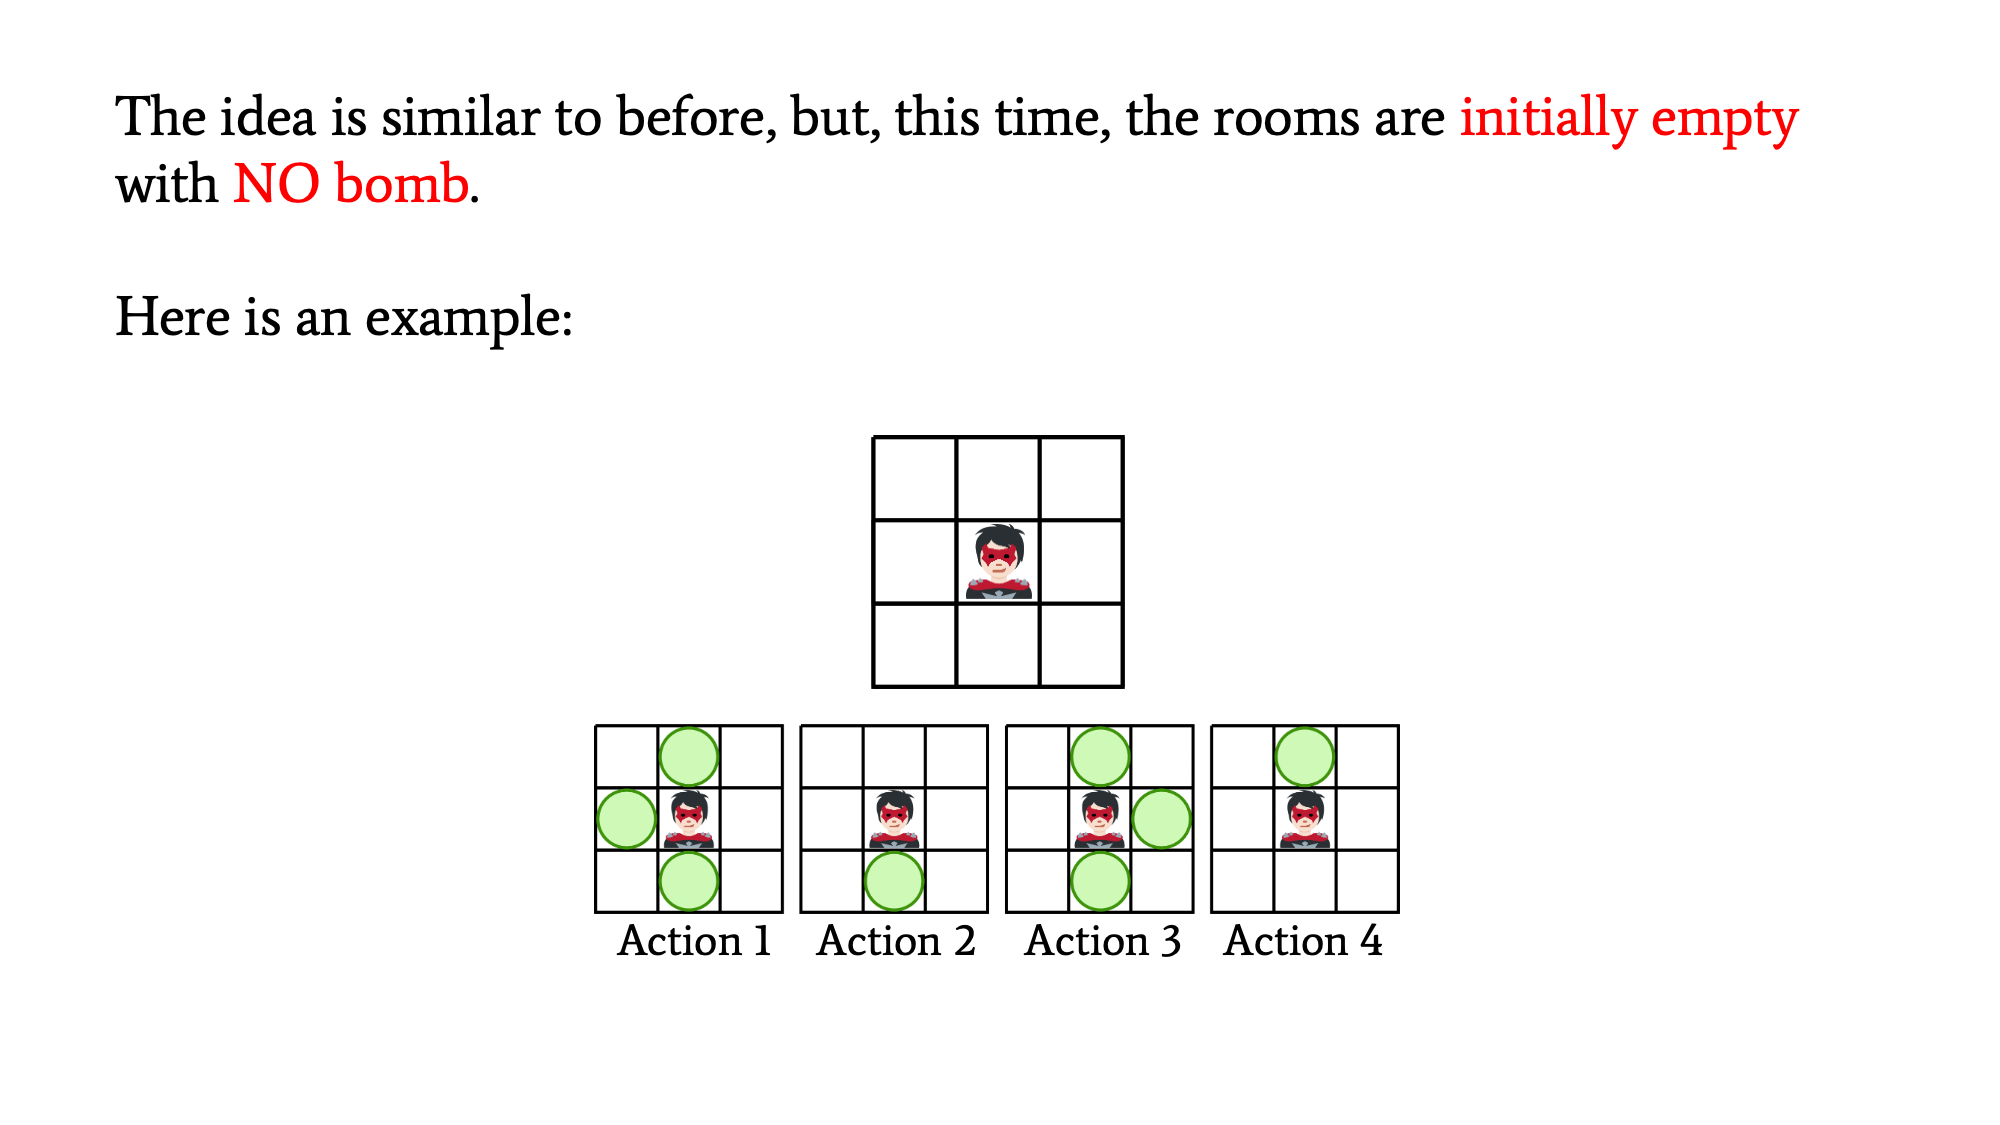 The idea is similar to before, but, this time, the rooms are initially empty
with NO bomb.
Here is an example:
Action 1 Action 2 Action 3 Action 4